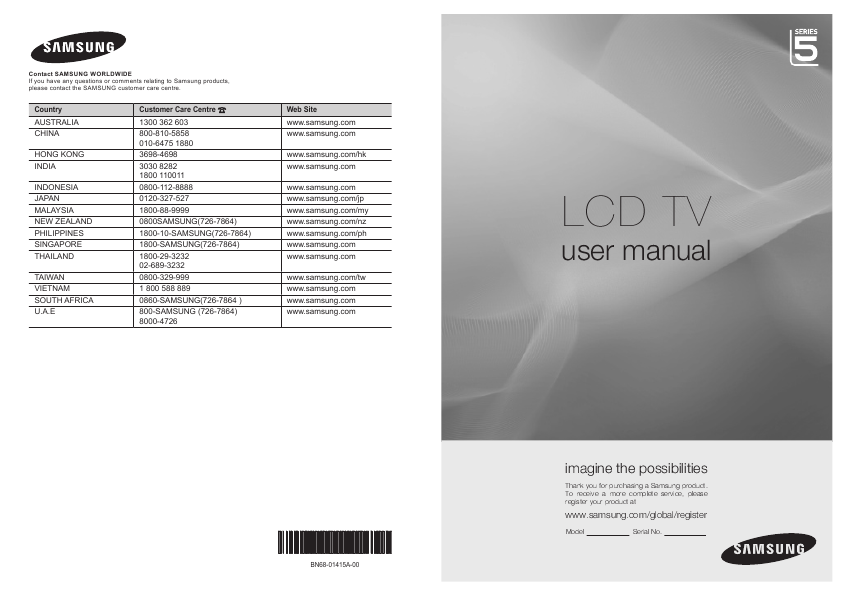 SAMSUNG
Contact SAMSUNG WORLDWIDE
If you have any questions or comments relating to Samsung products,
please contact the SAMSUNG customer care centre.
Country Customer Care Centre ☎ Web Site
AUSTRALIA 1300 362 603 www.samsung.com
CHINA 800-810-5858 www.samsung.com
010-6475 1880
HONG KONG 3698-4698 www.samsung.com/hk
INDIA 3030 8282 www.samsung.com
1800 110011
INDONESIA 0800-112-8888 www.samsung.com
JAPAN 0120-327-527 www.samsung.com/jp
MALAYSIA 1800-88-9999 www.samsung.com/my
NEW ZEALAND 0800SAMSUNG(726-7864) www.samsung.com/nz
PHILIPPINES 1800-10-SAMSUNG(726-7864) www.samsung.com/ph
SINGAPORE 1800-SAMSUNG(726-7864) www.samsung.com
THAILAND 1800-29-3232 www.samsung.com
02-689-3232
TAIWAN 0800-329-999 www.samsung.com/tw
VIETNAM 1 800 588 889 www.samsung.com
SOUTH AFRICA 0860-SAMSUNG(726-7864 ) www.samsung.com
U.A.E 800-SAMSUNG (726-7864) www.samsung.com
8000-4726
BN68-01415A-00
SERIES
5
LCD TV
user manual
imagine the possibilities
Thank you for purchasing a Samsung product.
To receive a more complete service, please
register your product at
www.samsung.com/global/register
Model Serial No.
SAMSUNG